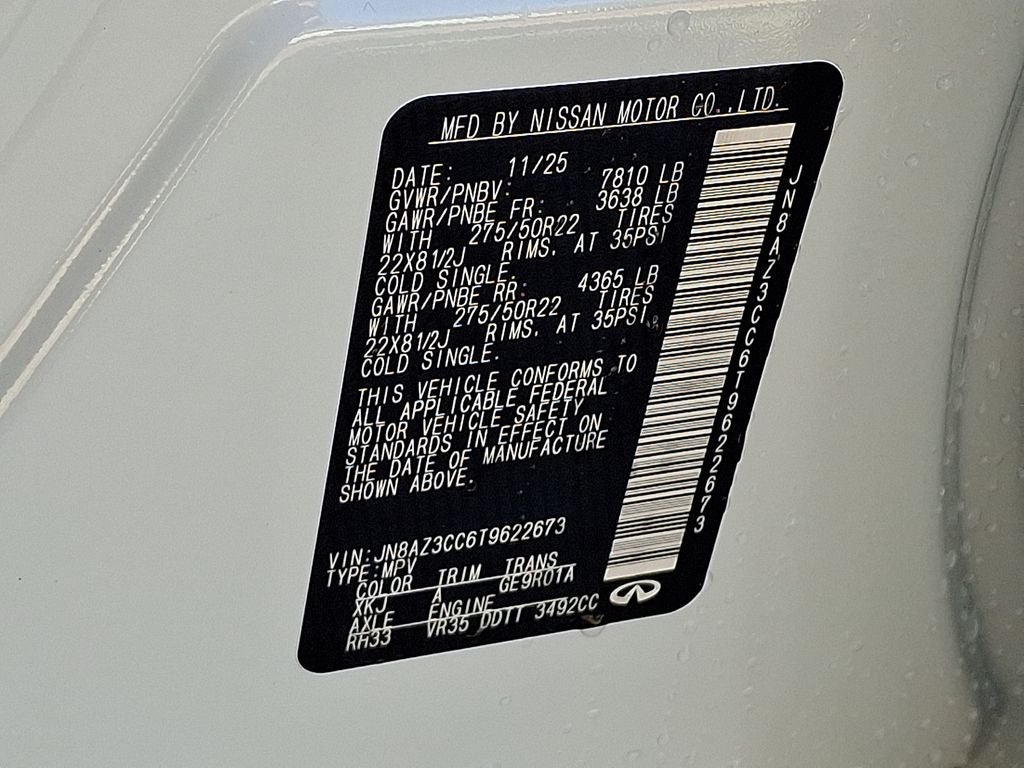 MFD BY NISSAN MOTOR CO.,LTD.
DATE: 11/25
GVWR/PNBV: 7810 LB
GAWR/PNBE FR: 3638 LB
WITH 275/50R22 TIRES
22X81/2J RIMS, AT 35PSI
COLD SINGLE.
GAWR/PNBE RR: 4365 LB
WITH 275/50R22 TIRES
22X81/2J RIMS, AT 35PSI
COLD SINGLE.
THIS VEHICLE CONFORMS TO
ALL APPLICABLE FEDERAL
MOTOR VEHICLE SAFETY
STANDARDS IN EFFECT ON
THE DATE OF MANUFACTURE
SHOWN ABOVE.
VIN:JN8AZ3CC6T9622673
TYPE:MPV
COLOR TRIM TRANS
XKJ A GE9R01A
AXLE ENGINE
RH33 VR35 DDTT 3492CC
JN8AZ3CC6T9622673